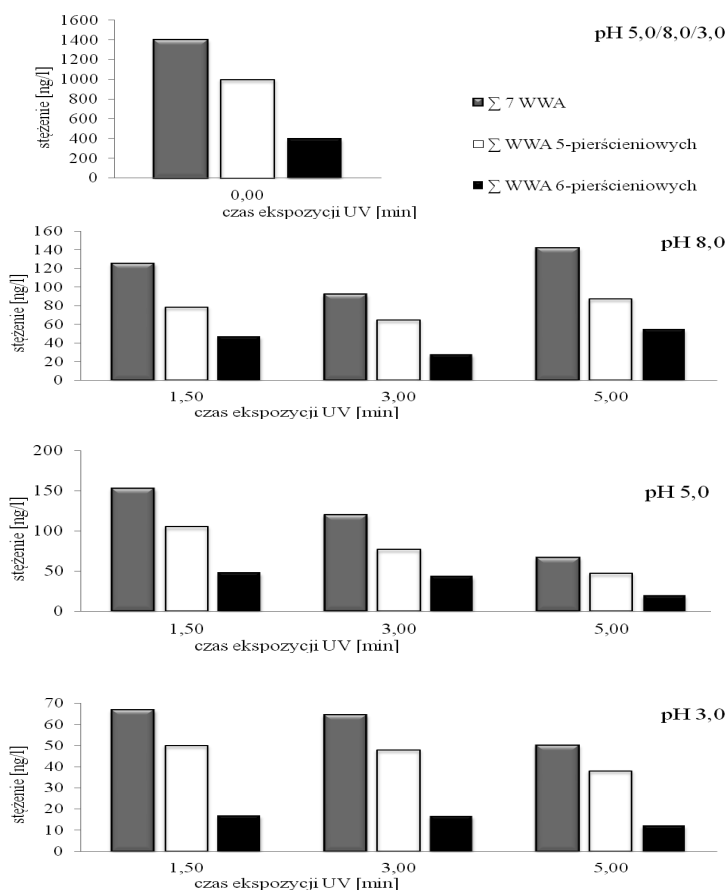 pH 5,0/8,0/3,0
stężenie [ng/l]
1600
1400
1200
1000
800
600
400
200
0
0,00
czas ekspozycji UV [min]
∑ 7 WWA
∑ WWA 5-pierścieniowych
∑ WWA 6-pierścieniowych
pH 8,0
stężenie [ng/l]
160
140
120
100
80
60
40
20
0
1,50 3,00 5,00
czas ekspozycji UV [min]
pH 5,0
stężenie [ng/l]
200
150
100
50
0
1,50 3,00 5,00
czas ekspozycji UV [min]
pH 3,0
stężenie [ng/l]
70
60
50
40
30
20
10
0
1,50 3,00 5,00
czas ekspozycji UV [min]